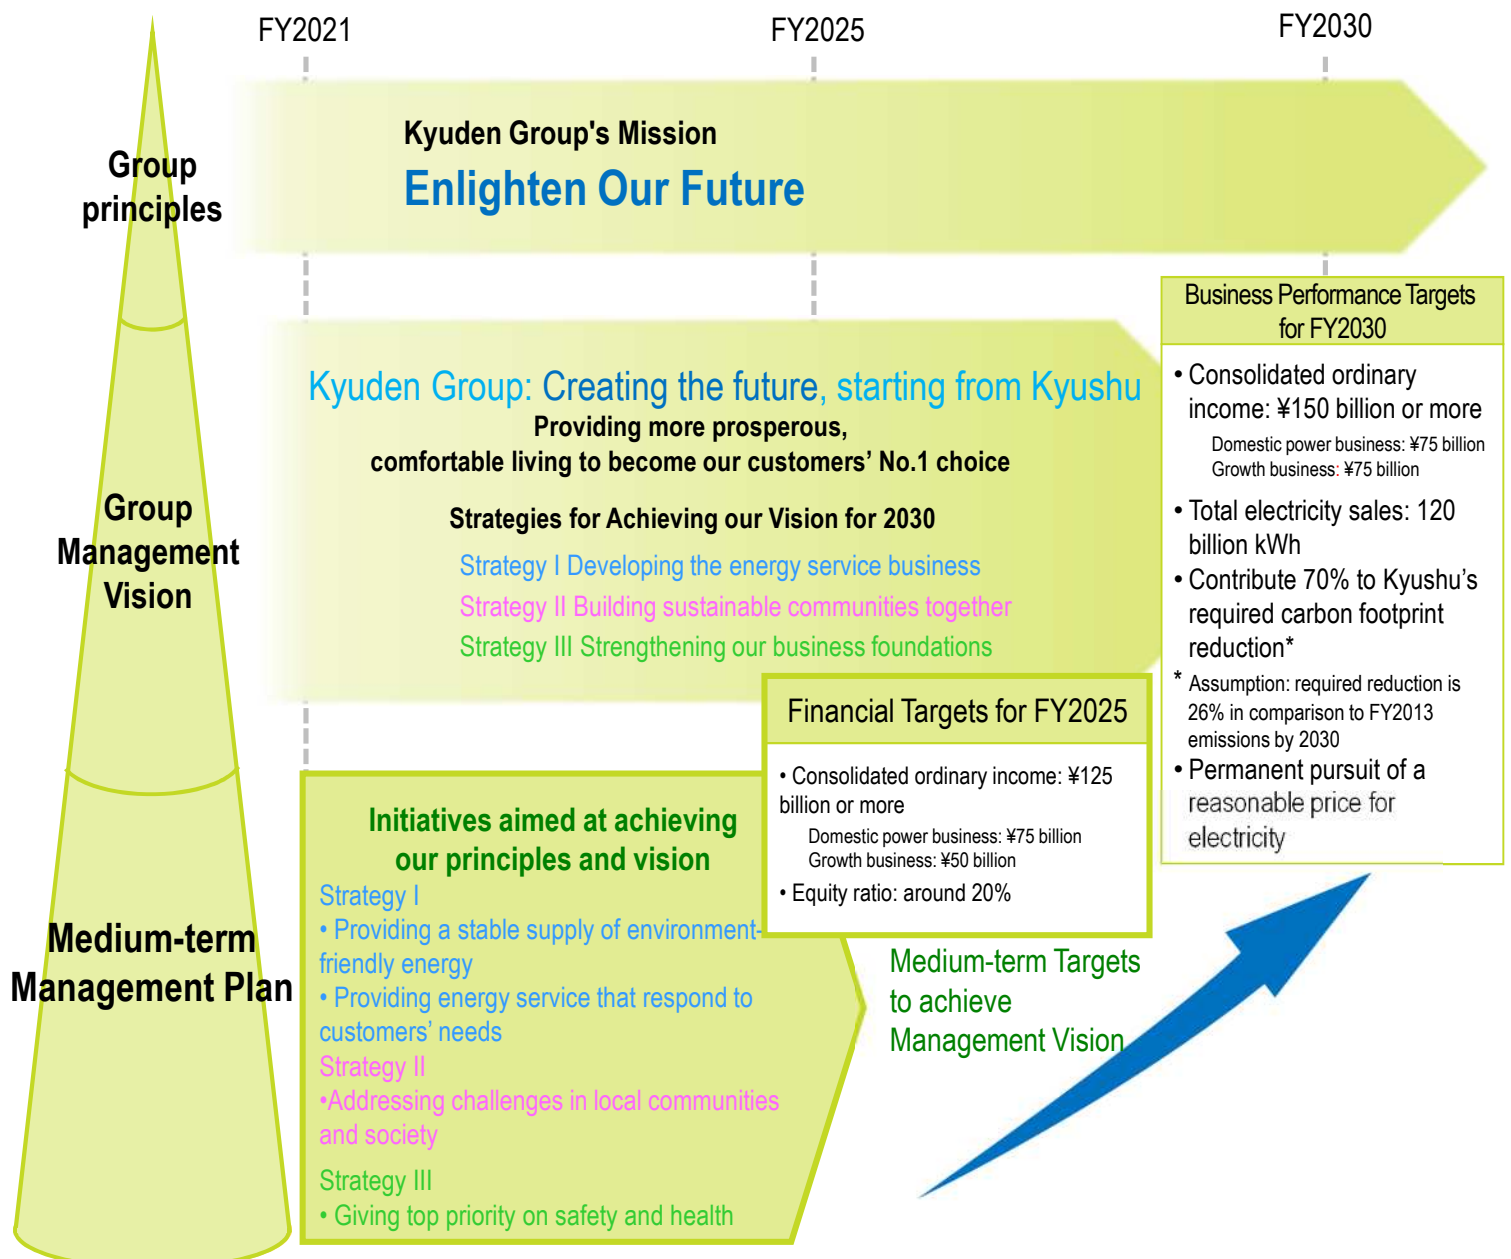 FY2021
FY2025
FY2030
Group
principles
Kyuden Group's Mission
Enlighten Our Future
Group
Management
Vision
Kyuden Group: Creating the future, starting from Kyushu
Providing more prosperous,
comfortable living to become our customers’ No.1 choice
Strategies for Achieving our Vision for 2030
Strategy I Developing the energy service business
Strategy II Building sustainable communities together
Strategy III Strengthening our business foundations
Business Performance Targets
for FY2030
• Consolidated ordinary
income: ¥150 billion or more
Domestic power business: ¥75 billion
Growth business: ¥75 billion
• Total electricity sales: 120
billion kWh
• Contribute 70% to Kyushu’s
required carbon footprint
reduction*
* Assumption: required reduction is
26% in comparison to FY2013
emissions by 2030
• Permanent pursuit of a
reasonable price for
electricity
Medium-term
Management Plan
Initiatives aimed at achieving
our principles and vision
Strategy I
• Providing a stable supply of environment-
friendly energy
• Providing energy service that respond to
customers’ needs
Strategy II
•Addressing challenges in local communities
and society
Strategy III
• Giving top priority on safety and health
Financial Targets for FY2025
• Consolidated ordinary income: ¥125
billion or more
Domestic power business: ¥75 billion
Growth business: ¥50 billion
• Equity ratio: around 20%
Medium-term Targets
to achieve
Management Vision